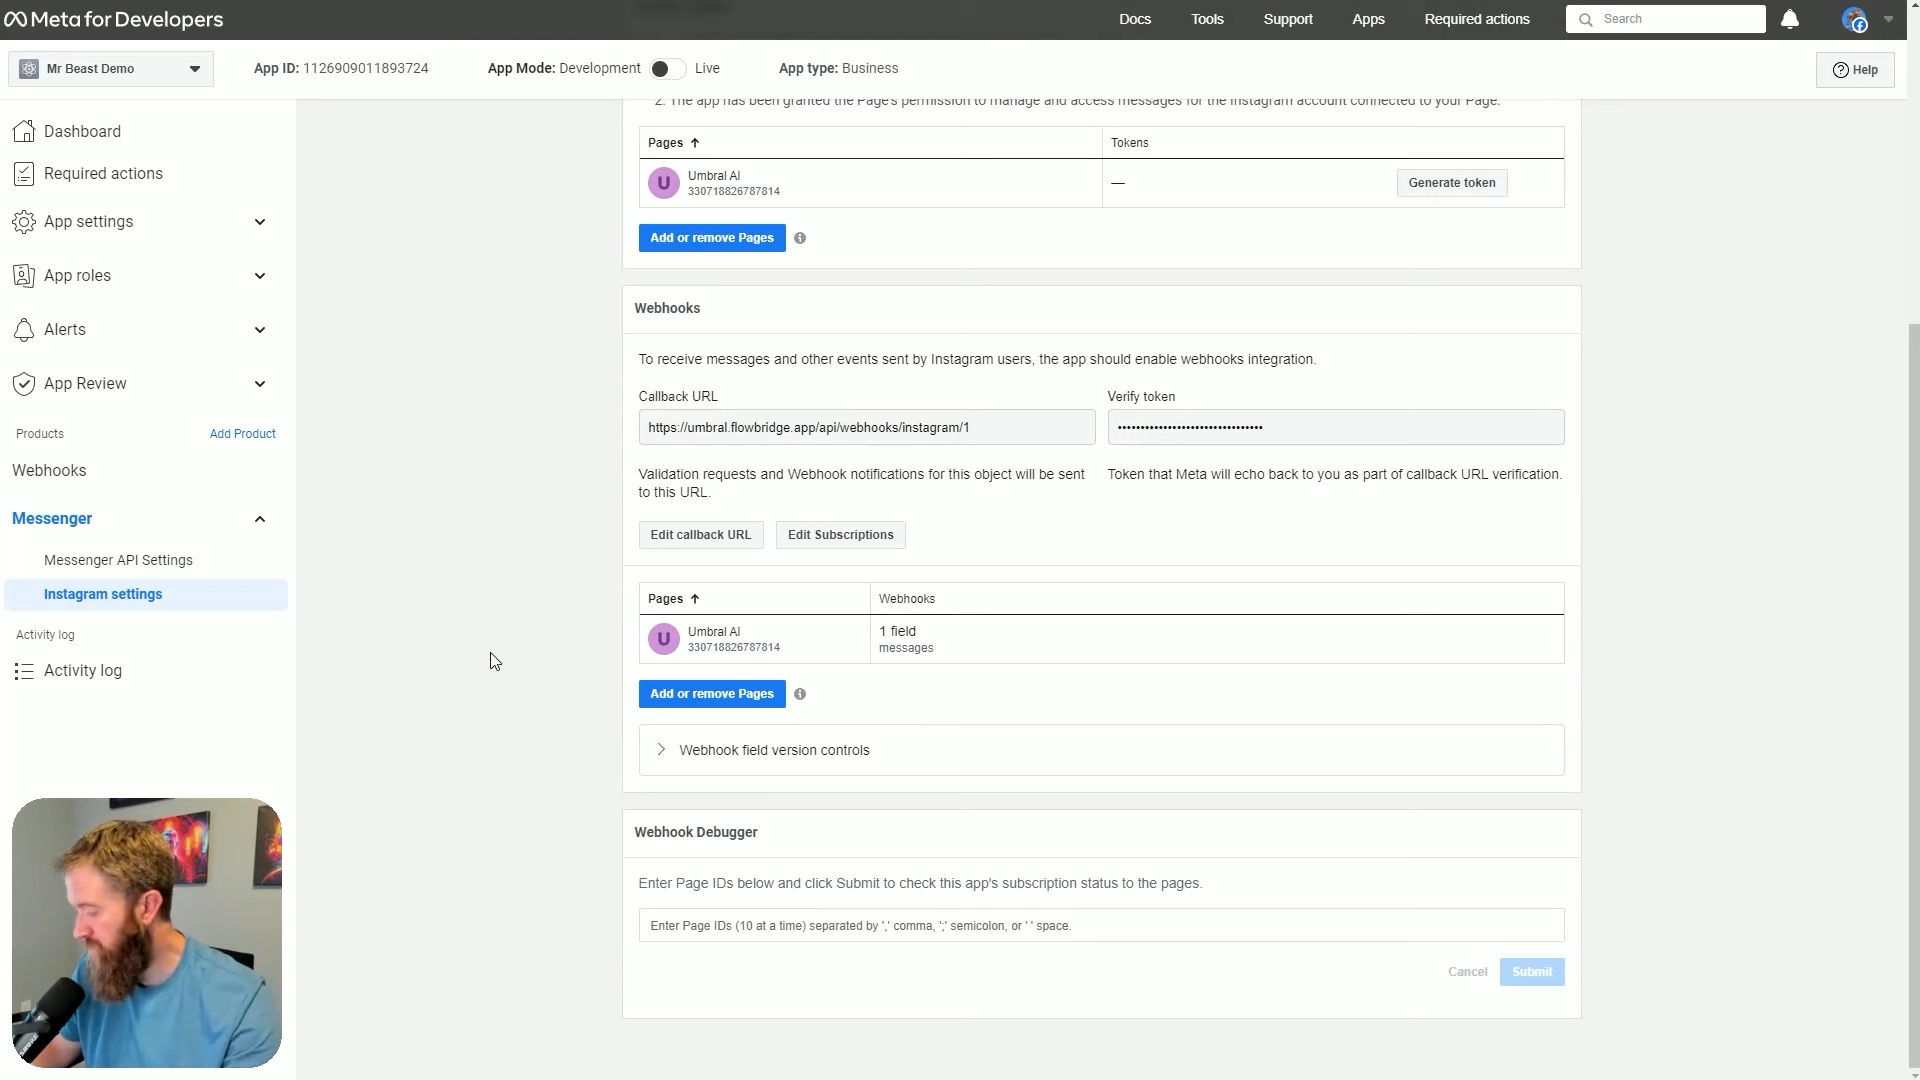 Meta for Developers
Docs
Tools
Support
Apps
Required actions
Search
Mr Beast Demo
App ID: 1126909011893724
App Mode: Development
Live
App type: Business
Help
Dashboard
Required actions
App settings
App roles
Alerts
App Review
Products
Add Product
Webhooks
Messenger
Messenger API Settings
Instagram settings
Activity log
Activity log
2. The app has been granted the Page's permission to manage and access messages for the Instagram account connected to your Page.
Pages
Tokens
U
Umbral AI
330718826787814
—
Generate token
Add or remove Pages
Webhooks
To receive messages and other events sent by Instagram users, the app should enable webhooks integration.
Callback URL
Verify token
https://umbral.flowbridge.app/api/webhooks/instagram/1
••••••••••••••••••••••••••••••••
Validation requests and Webhook notifications for this object will be sent
to this URL.
Token that Meta will echo back to you as part of callback URL verification.
Edit callback URL
Edit Subscriptions
Pages
Webhooks
U
Umbral AI
330718826787814
1 field
messages
Add or remove Pages
Webhook field version controls
Webhook Debugger
Enter Page IDs below and click Submit to check this app's subscription status to the pages.
Enter Page IDs (10 at a time) separated by ',' comma, ';' semicolon, or ' ' space.
Cancel
Submit